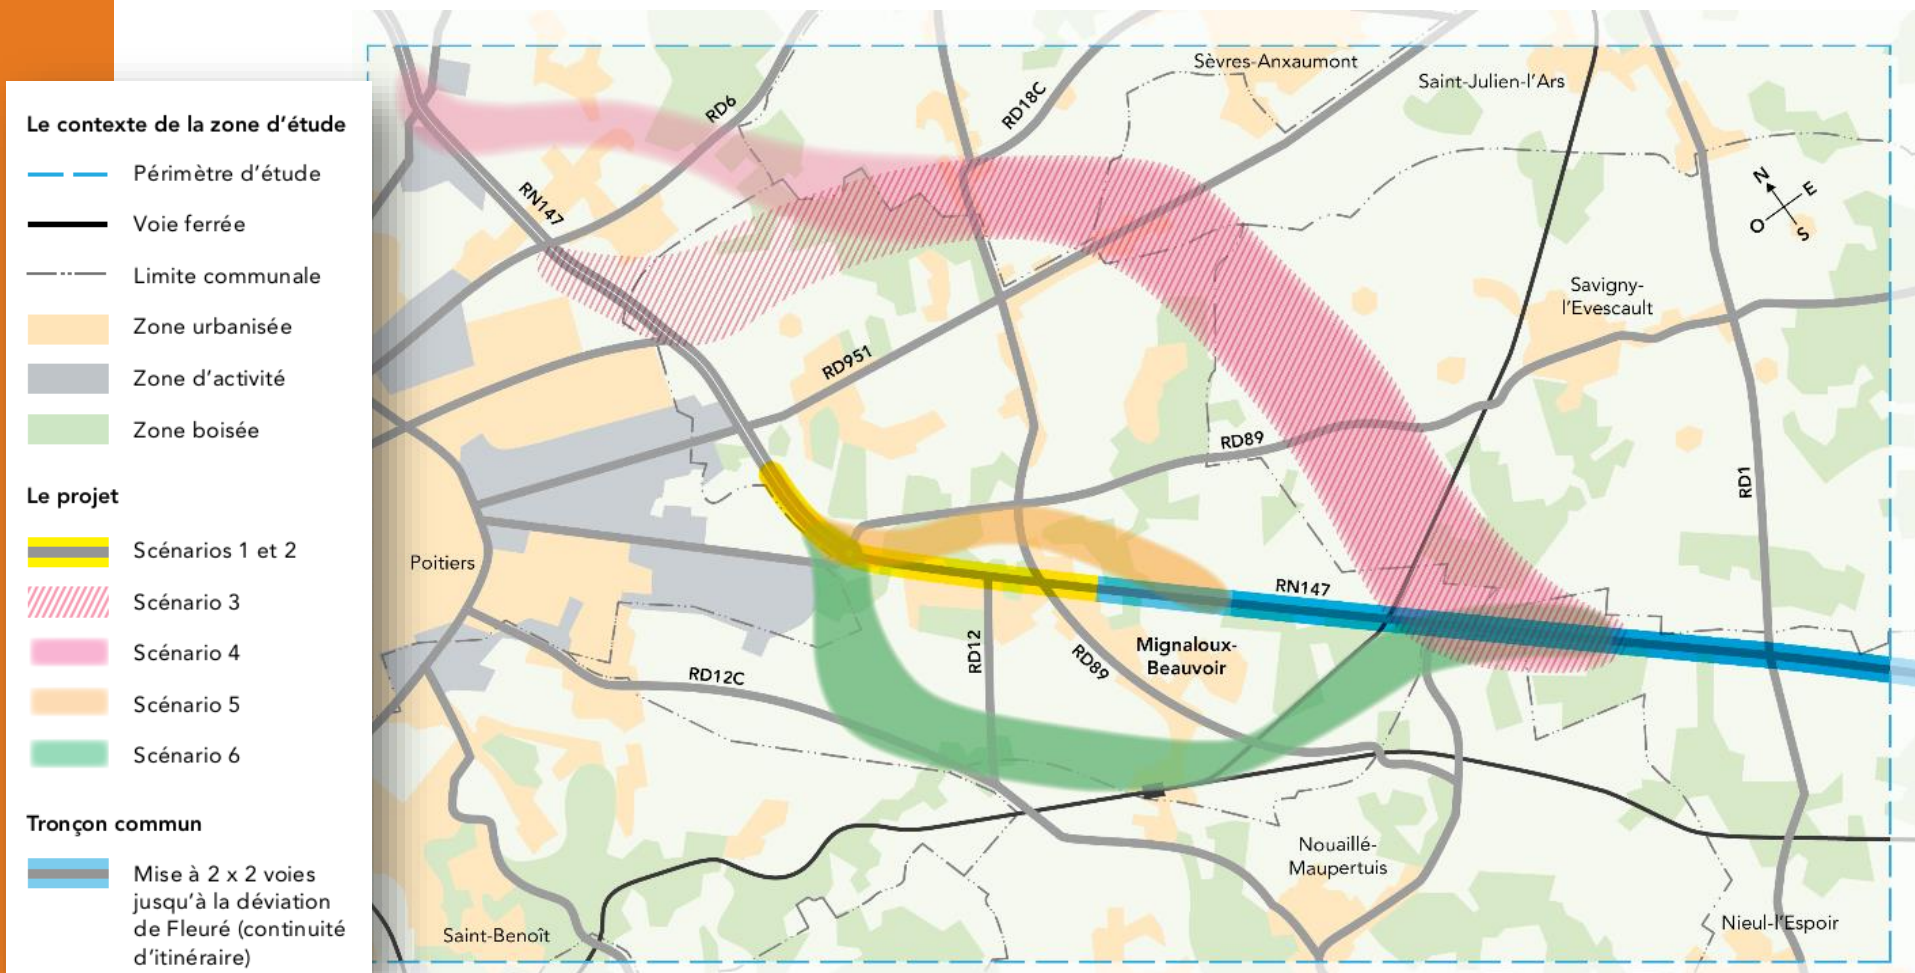 Le contexte de la zone d'étude
Périmètre d'étude
Voie ferrée
Limite communale
Zone urbanisée
Zone d'activité
Zone boisée
Le projet
Scénarios 1 et 2
Scénario 3
Scénario 4
Scénario 5
Scénario 6
Tronçon commun
Mise à 2 x 2 voies
jusqu'à la déviation
de Fleuré (continuité
d'itinéraire)
Sèvres-Anxaumont
Saint-Julien-l'Ars
RD6
RD18C
RN147
N
E
O
S
Savigny-
l'Evescault
RD951
RD89
RD1
Poitiers
RN147
RD12
RD89
Mignaloux-
Beauvoir
RD12C
Nouaillé-
Maupertuis
Saint-Benoît
Nieul-l'Espoir